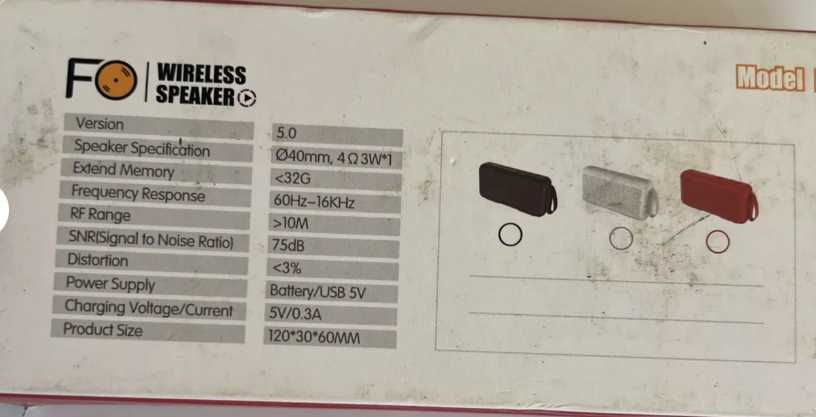 FO WIRELESS
SPEAKER
Model
Version 5.0
Speaker Specification Ø40mm, 4Ω3W*1
Extend Memory <32G
Frequency Response 60Hz-16KHz
RF Range >10M
SNR(Signal to Noise Ratio) 75dB
Distortion <3%
Power Supply Battery/USB 5V
Charging Voltage/Current 5V/0.3A
Product Size 120*30*60MM